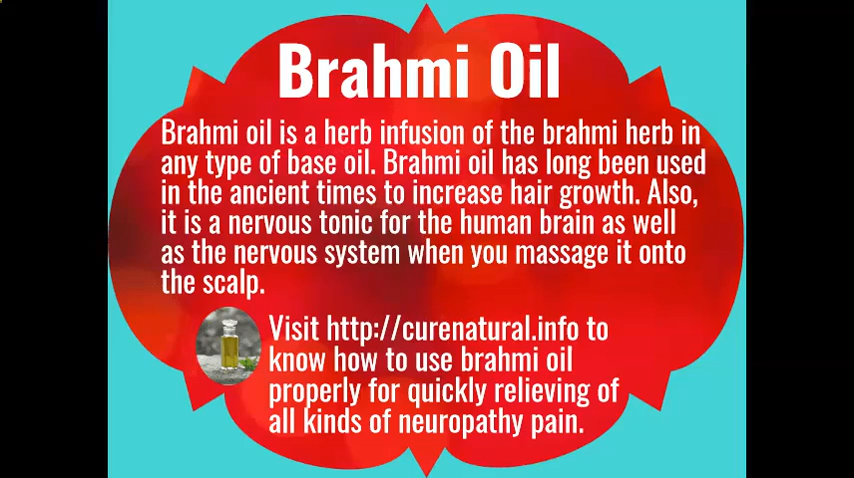 Brahmi Oil
Brahmi oil is a herb infusion of the brahmi herb in
any type of base oil. Brahmi oil has long been used
in the ancient times to increase hair growth. Also,
it is a nervous tonic for the human brain as well
as the nervous system when you massage it onto
the scalp.
Visit http://curenatural.info to
know how to use brahmi oil
properly for quickly relieving of
all kinds of neuropathy pain.